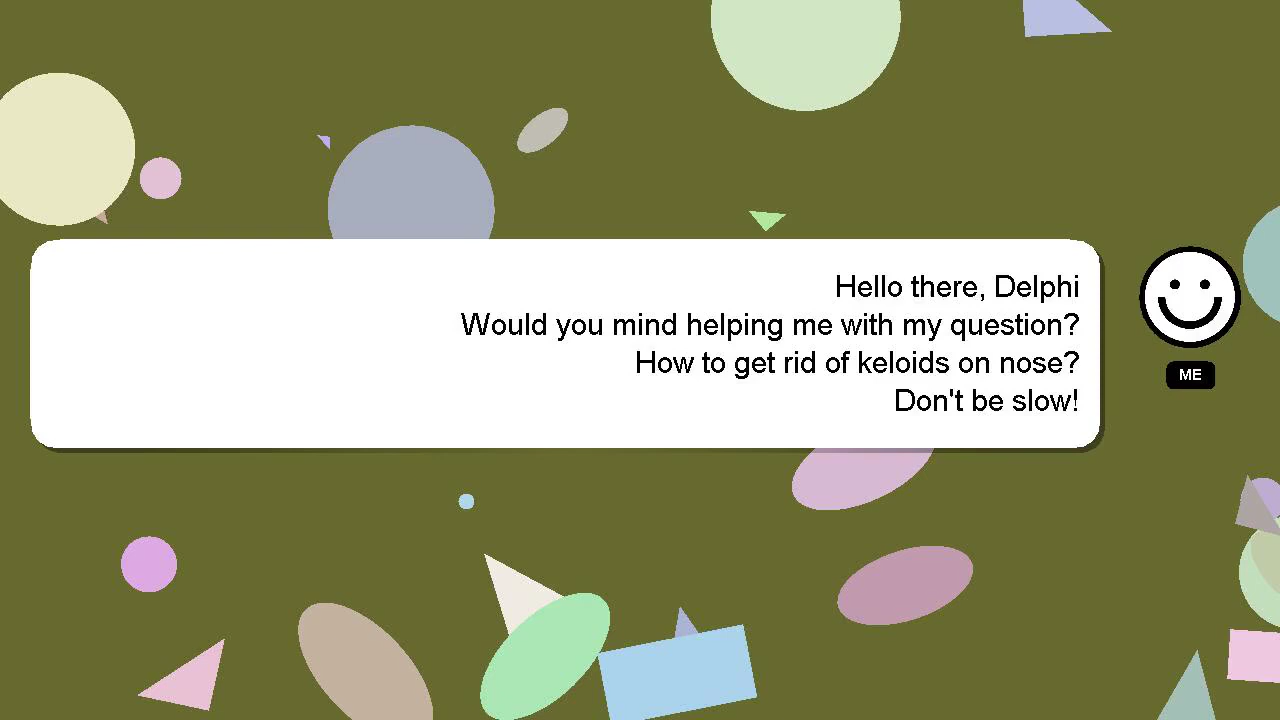 Hello there, Delphi
Would you mind helping me with my question?
How to get rid of keloids on nose?
Don't be slow!
ME